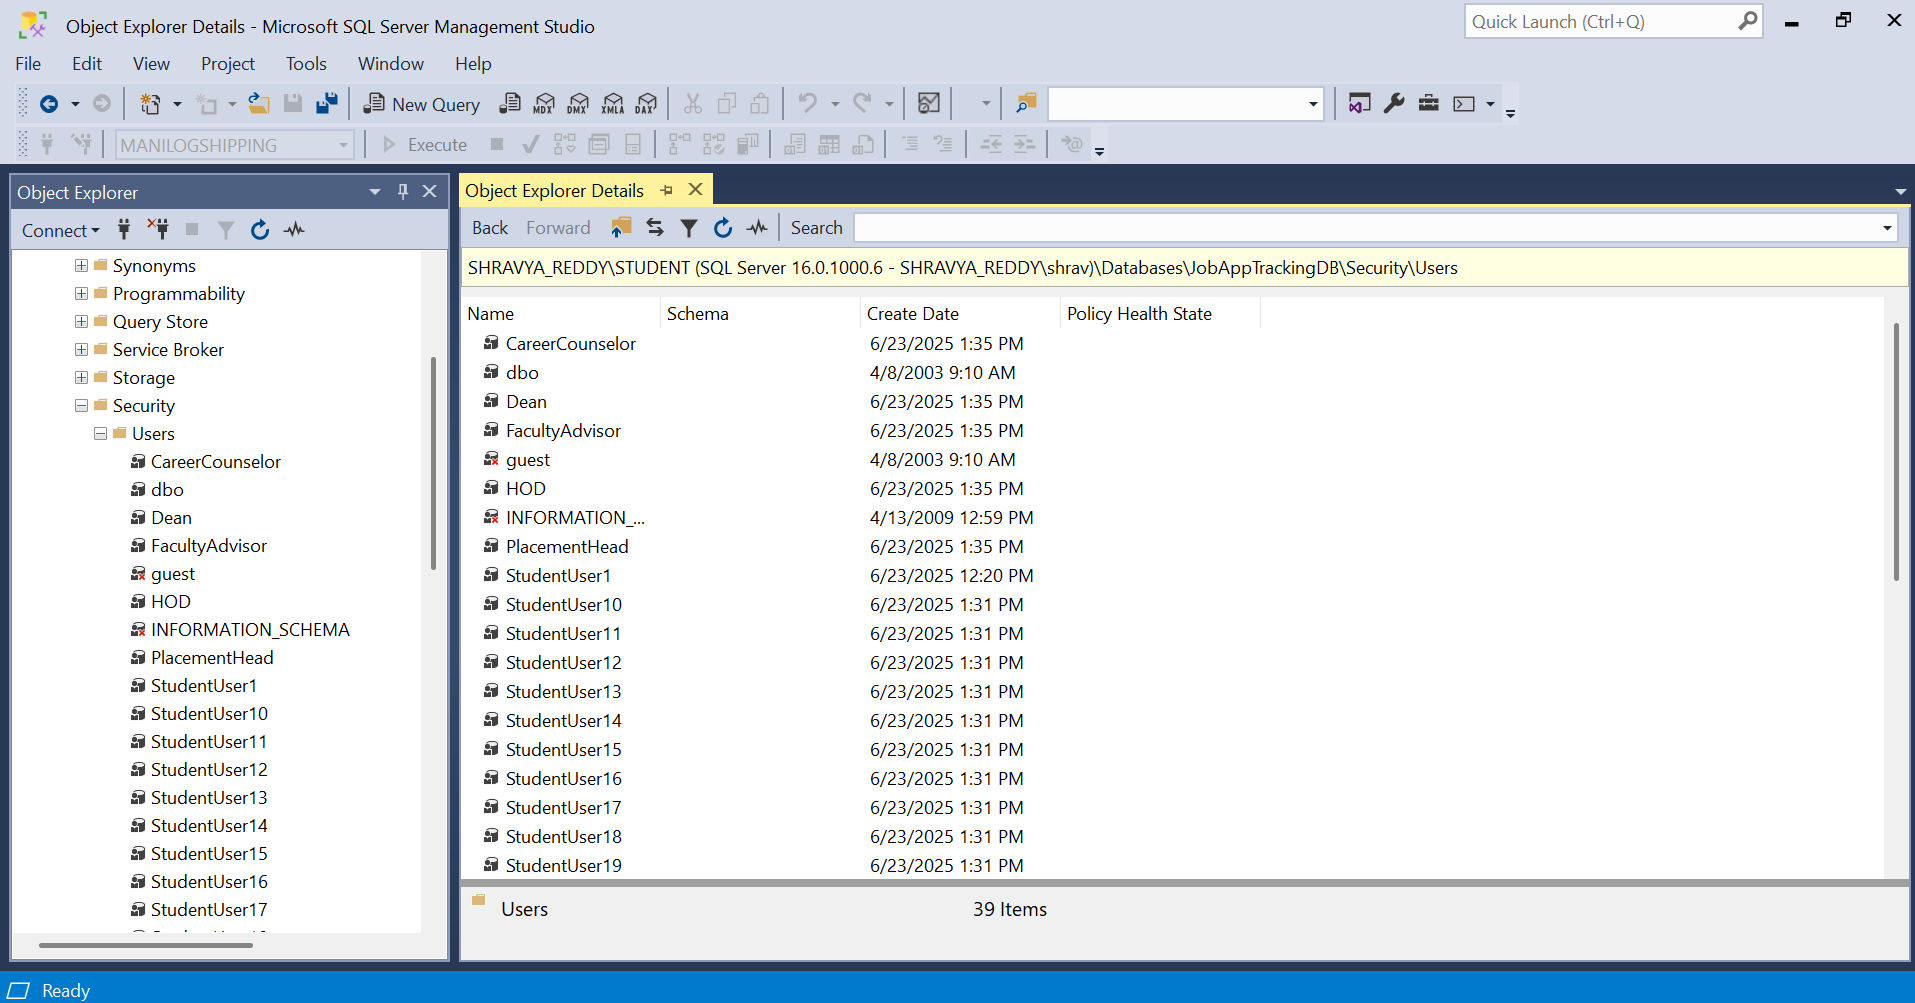 Object Explorer Details - Microsoft SQL Server Management Studio
Quick Launch (Ctrl+Q)
File Edit View Project Tools Window Help
New Query MDX DMX XMLA DAX
MANILOGSHIPPING Execute
Object Explorer
Connect
Synonyms
Programmability
Query Store
Service Broker
Storage
Security
Users
CareerCounselor
dbo
Dean
FacultyAdvisor
guest
HOD
INFORMATION_SCHEMA
PlacementHead
StudentUser1
StudentUser10
StudentUser11
StudentUser12
StudentUser13
StudentUser14
StudentUser15
StudentUser16
StudentUser17
Object Explorer Details
Back Forward Search
SHRAVYA_REDDY\STUDENT (SQL Server 16.0.1000.6 - SHRAVYA_REDDY\shrav)\Databases\JobAppTrackingDB\Security\Users
Name Schema Create Date Policy Health State
CareerCounselor 6/23/2025 1:35 PM
dbo 4/8/2003 9:10 AM
Dean 6/23/2025 1:35 PM
FacultyAdvisor 6/23/2025 1:35 PM
guest 4/8/2003 9:10 AM
HOD 6/23/2025 1:35 PM
INFORMATION_... 4/13/2009 12:59 PM
PlacementHead 6/23/2025 1:35 PM
StudentUser1 6/23/2025 12:20 PM
StudentUser10 6/23/2025 1:31 PM
StudentUser11 6/23/2025 1:31 PM
StudentUser12 6/23/2025 1:31 PM
StudentUser13 6/23/2025 1:31 PM
StudentUser14 6/23/2025 1:31 PM
StudentUser15 6/23/2025 1:31 PM
StudentUser16 6/23/2025 1:31 PM
StudentUser17 6/23/2025 1:31 PM
StudentUser18 6/23/2025 1:31 PM
StudentUser19 6/23/2025 1:31 PM
Users 39 Items
Ready